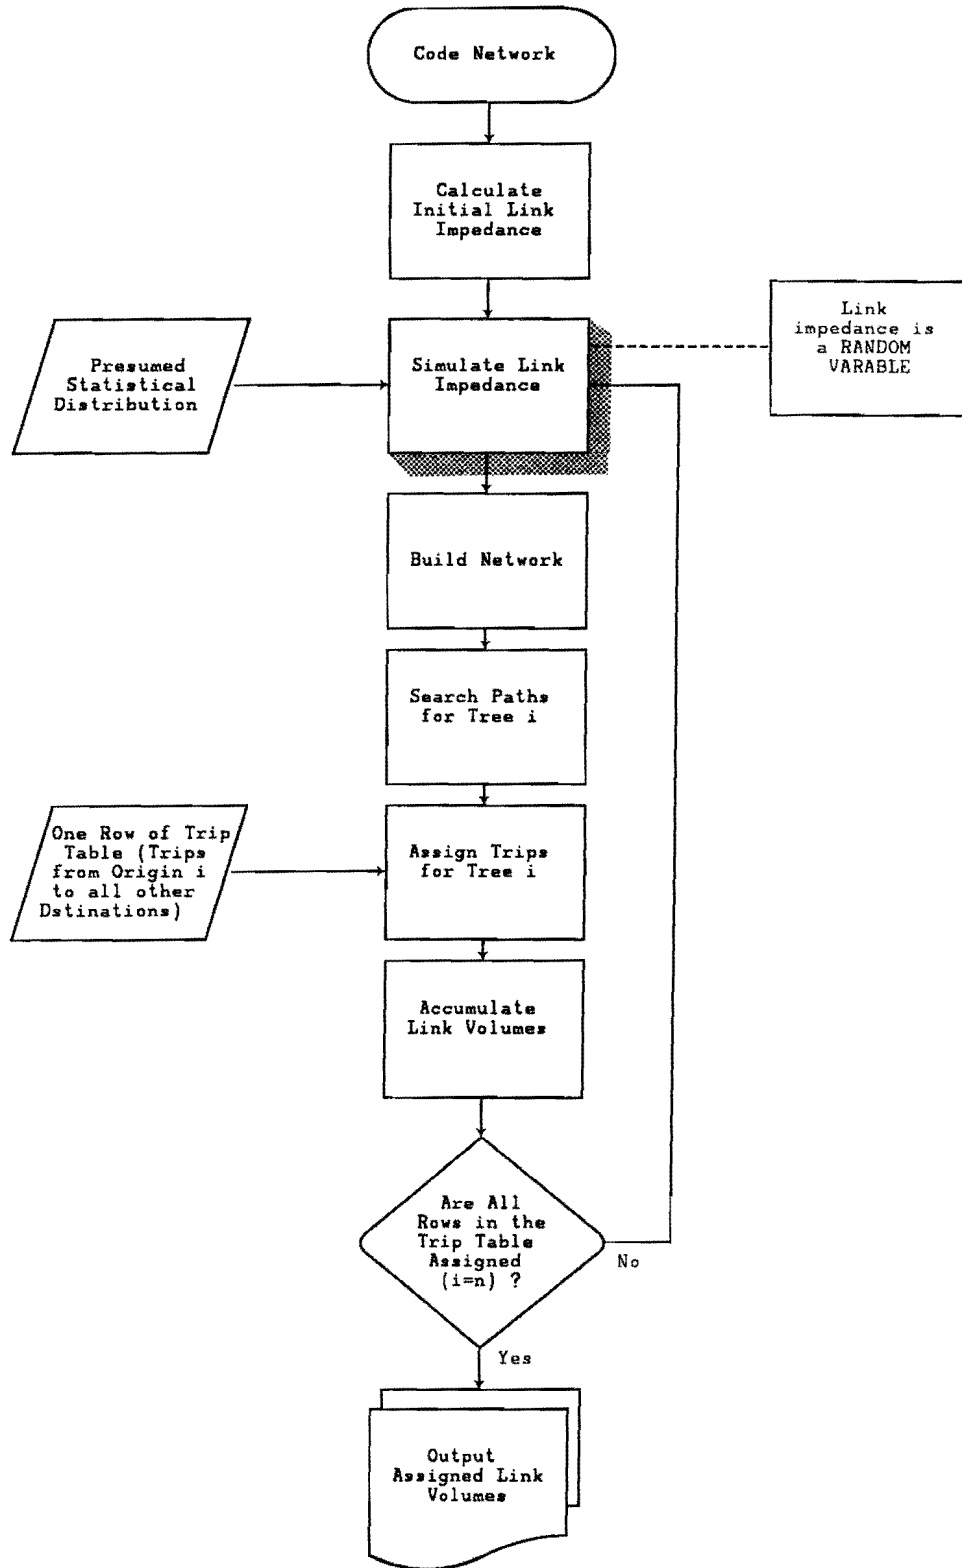 Code Network
Calculate
Initial Link
Impedance
Presumed
Statistical
Distribution
Simulate Link
Impedance
Link
impedance is
a RANDOM
VARABLE
Build Network
Search Paths
for Tree i
One Row of Trip
Table (Trips
from Origin i
to all other
Dstinations)
Assign Trips
for Tree i
Accumulate
Link Volumes
Are All
Rows in the
Trip Table
Assigned
(i=n) ?
No
Yes
Output
Assigned Link
Volumes